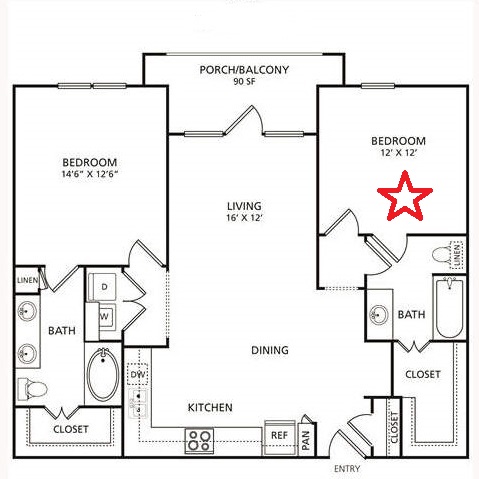 PORCH/BALCONY
90 SF
BEDROOM
14'6" X 12'6"
BEDROOM
12' X 12'
LIVING
16' X 12'
LINEN
LINEN
D
W
BATH
BATH
DINING
DW
KITCHEN
CLOSET
CLOSET
CLOSET
REF
PAN
ENTRY